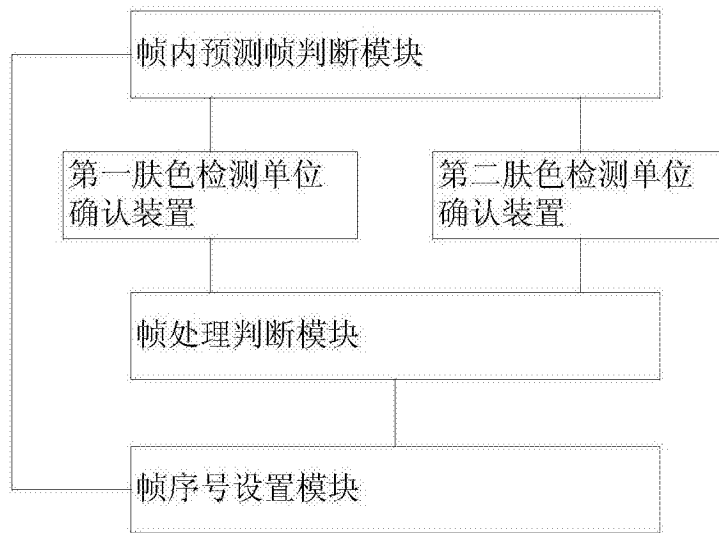 帧内预测帧判断模块
第一肤色检测单位
确认装置
第二肤色检测单位
确认装置
帧处理判断模块
帧序号设置模块